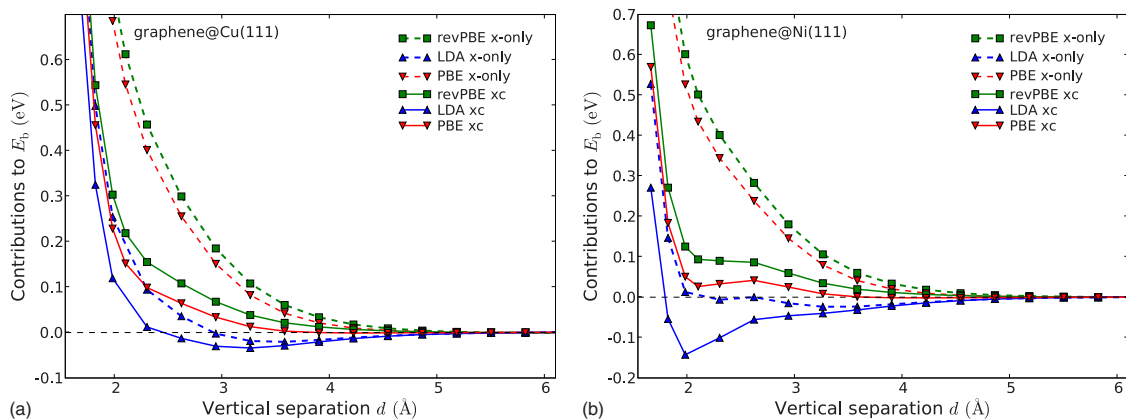 graphene@Cu(111)
revPBE x-only
LDA x-only
PBE x-only
revPBE xc
LDA xc
PBE xc
Contributions to E_b (eV)
0.6
0.5
0.4
0.3
0.2
0.1
0.0
-0.1
2 3 4 5 6
Vertical separation d (Å)
(a)
graphene@Ni(111)
revPBE x-only
LDA x-only
PBE x-only
revPBE xc
LDA xc
PBE xc
Contributions to E_b (eV)
0.7
0.6
0.5
0.4
0.3
0.2
0.1
0.0
-0.1
-0.2
2 3 4 5 6
Vertical separation d (Å)
(b)